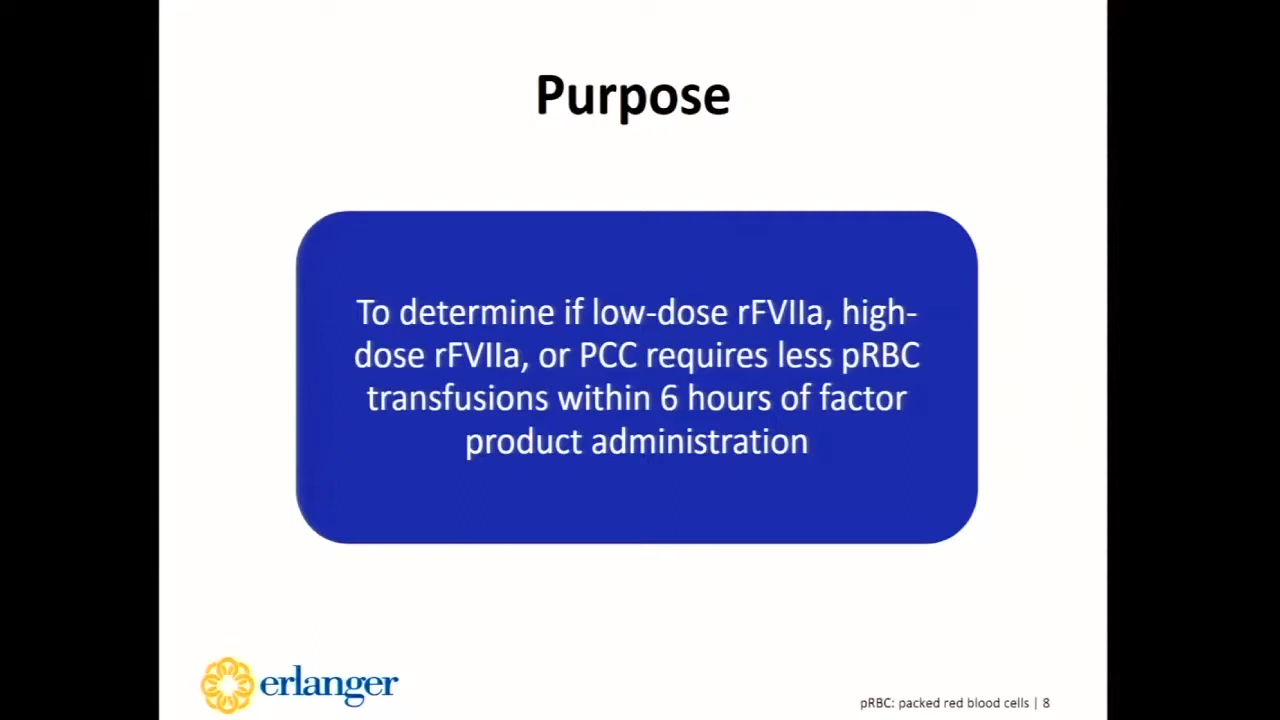 Purpose
To determine if low-dose rFVIIa, high-
dose rFVIIa, or PCC requires less pRBC
transfusions within 6 hours of factor
product administration
erlanger
pRBC: packed red blood cells | 8